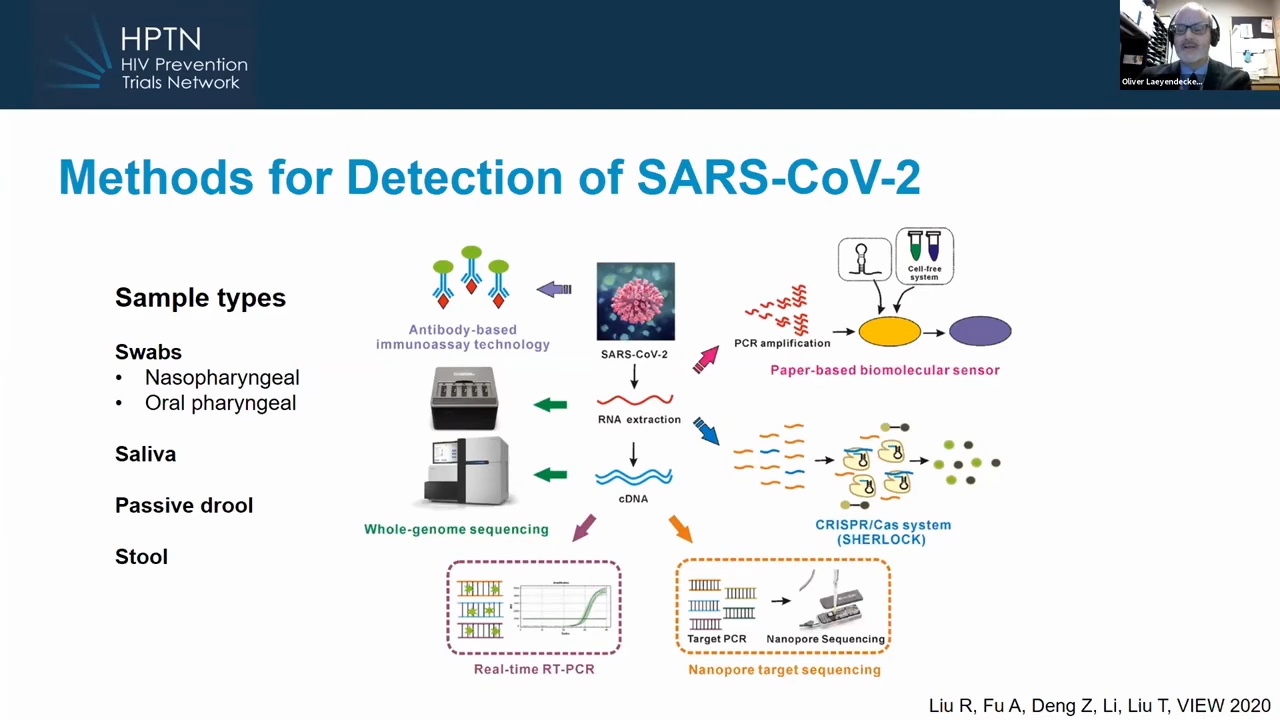 HPTN
HIV Prevention
Trials Network
Oliver Laeyendecke...
Methods for Detection of SARS-CoV-2
Sample types
Swabs
• Nasopharyngeal
• Oral pharyngeal
Saliva
Passive drool
Stool
Antibody-based
immunoassay technology
SARS-CoV-2
RNA extraction
cDNA
Whole-genome sequencing
Cell-free
system
PCR amplification
Paper-based biomolecular sensor
CRISPR/Cas system
(SHERLOCK)
Real-time RT-PCR
Target PCR
Nanopore Sequencing
Nanopore target sequencing
Liu R, Fu A, Deng Z, Li, Liu T, VIEW 2020